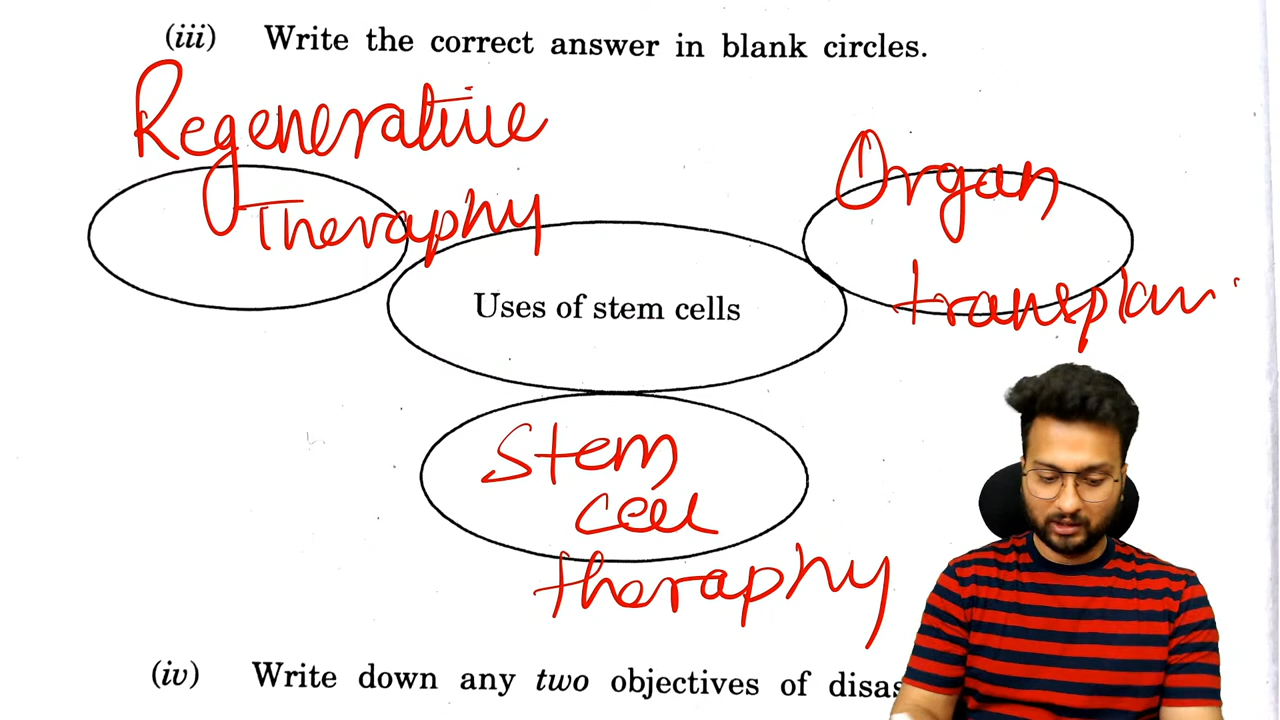 (iii) Write the correct answer in blank circles.
Regenerative
Theraphy
Organ
transplan
Uses of stem cells
Stem
cell
theraphy
(iv) Write down any two objectives of disas